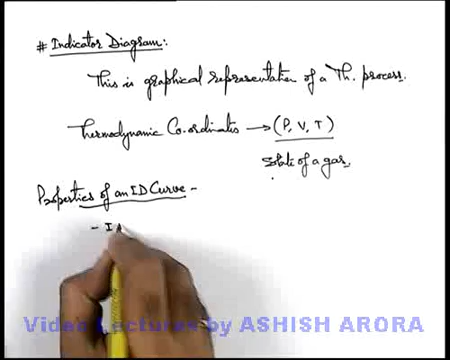 # Indicator Diagram:
This is graphical representation of a Th. process.
Thermodynamic Co-ordinates → (P, V, T)
State of a gas.
Properties of an ID Curve -
- I
Video Lectures by ASHISH ARORA